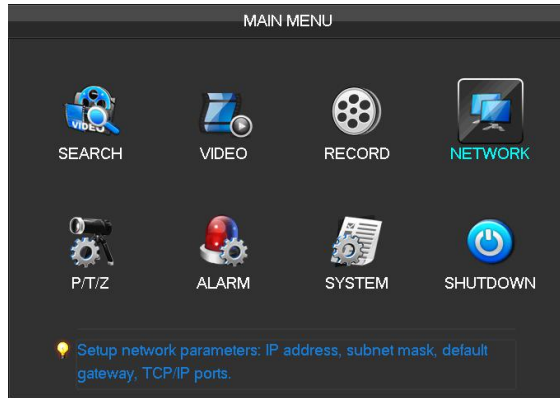 MAIN MENU
VIDEO
SEARCH VIDEO RECORD NETWORK
P/T/Z ALARM SYSTEM SHUTDOWN
Setup network parameters: IP address, subnet mask, default
gateway, TCP/IP ports.